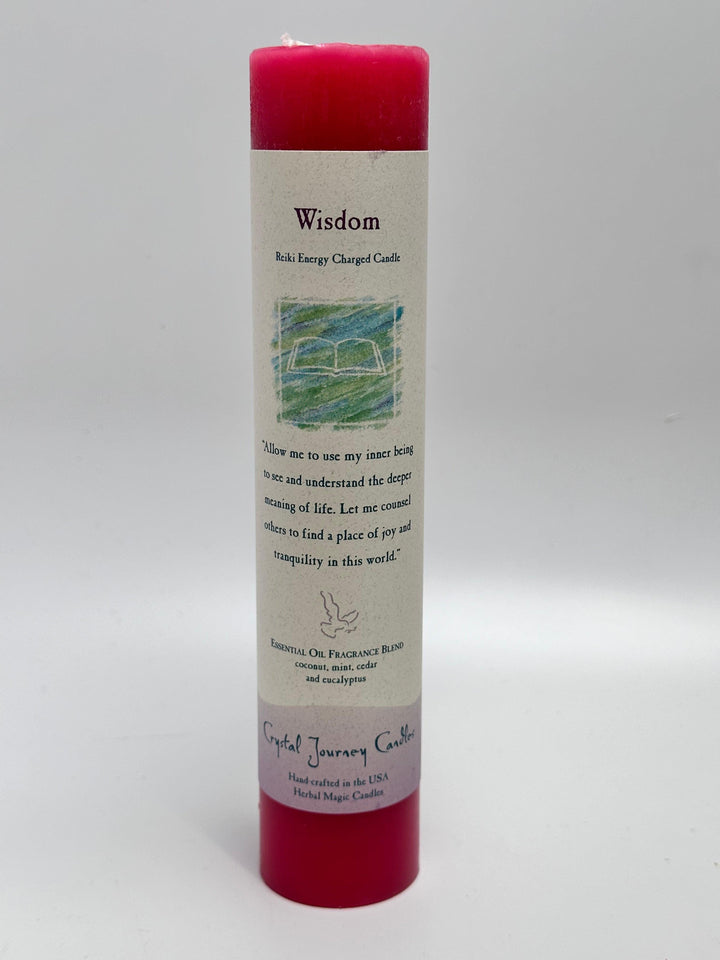 Wisdom
Reiki Energy Charged Candle
"Allow me to use my inner being
to see and understand the deeper
meaning of life. Let me counsel
others to find a place of joy and
tranquility in this world."
Essential Oil Fragrance Blend
coconut, mint, cedar
and eucalyptus
Crystal Journey Candles
Hand-crafted in the USA
Herbal Magic Candles